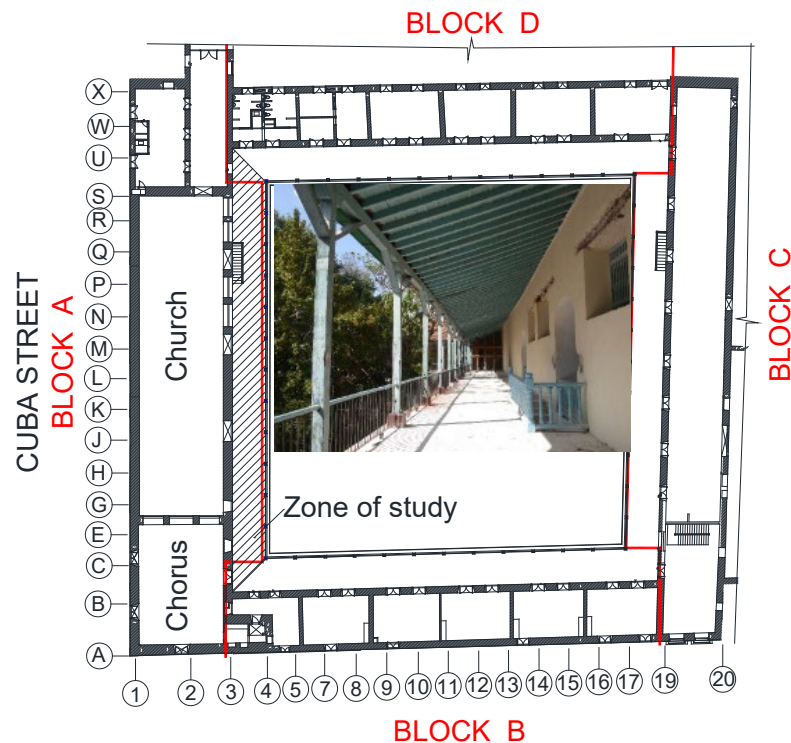 BLOCK D
X
W
U
S
R
Q
P
N
M
L
K
J
H
G
E
C
B
A
CUBA STREET
BLOCK A
Church
Chorus
Zone of study
BLOCK C
1
2
3
4
5
7
8
9
10
11
12
13
14
15
16
17
19
20
BLOCK B